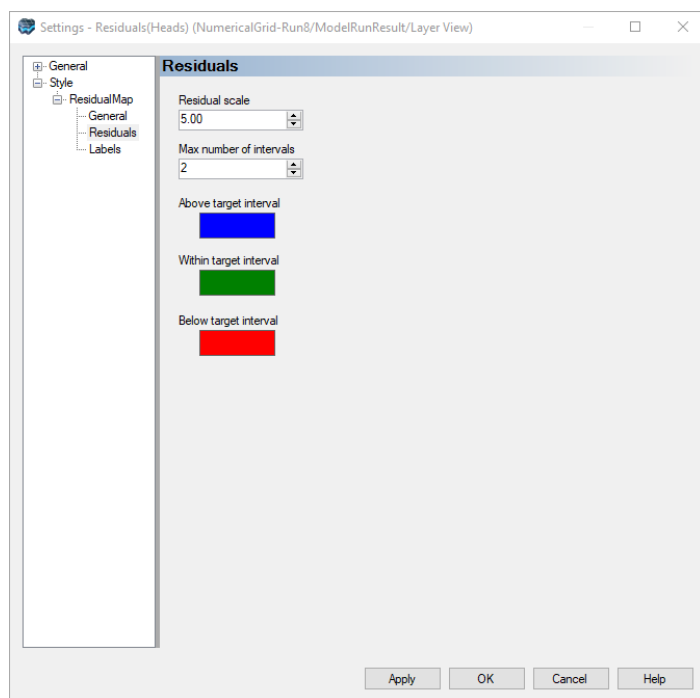 Settings - Residuals(Heads) (NumericalGrid-Run8/ModelRunResult/Layer View)
General
Style
ResidualMap
General
Residuals
Labels
Residuals
Residual scale
5.00
Max number of intervals
2
Above target interval
Within target interval
Below target interval
Apply
OK
Cancel
Help